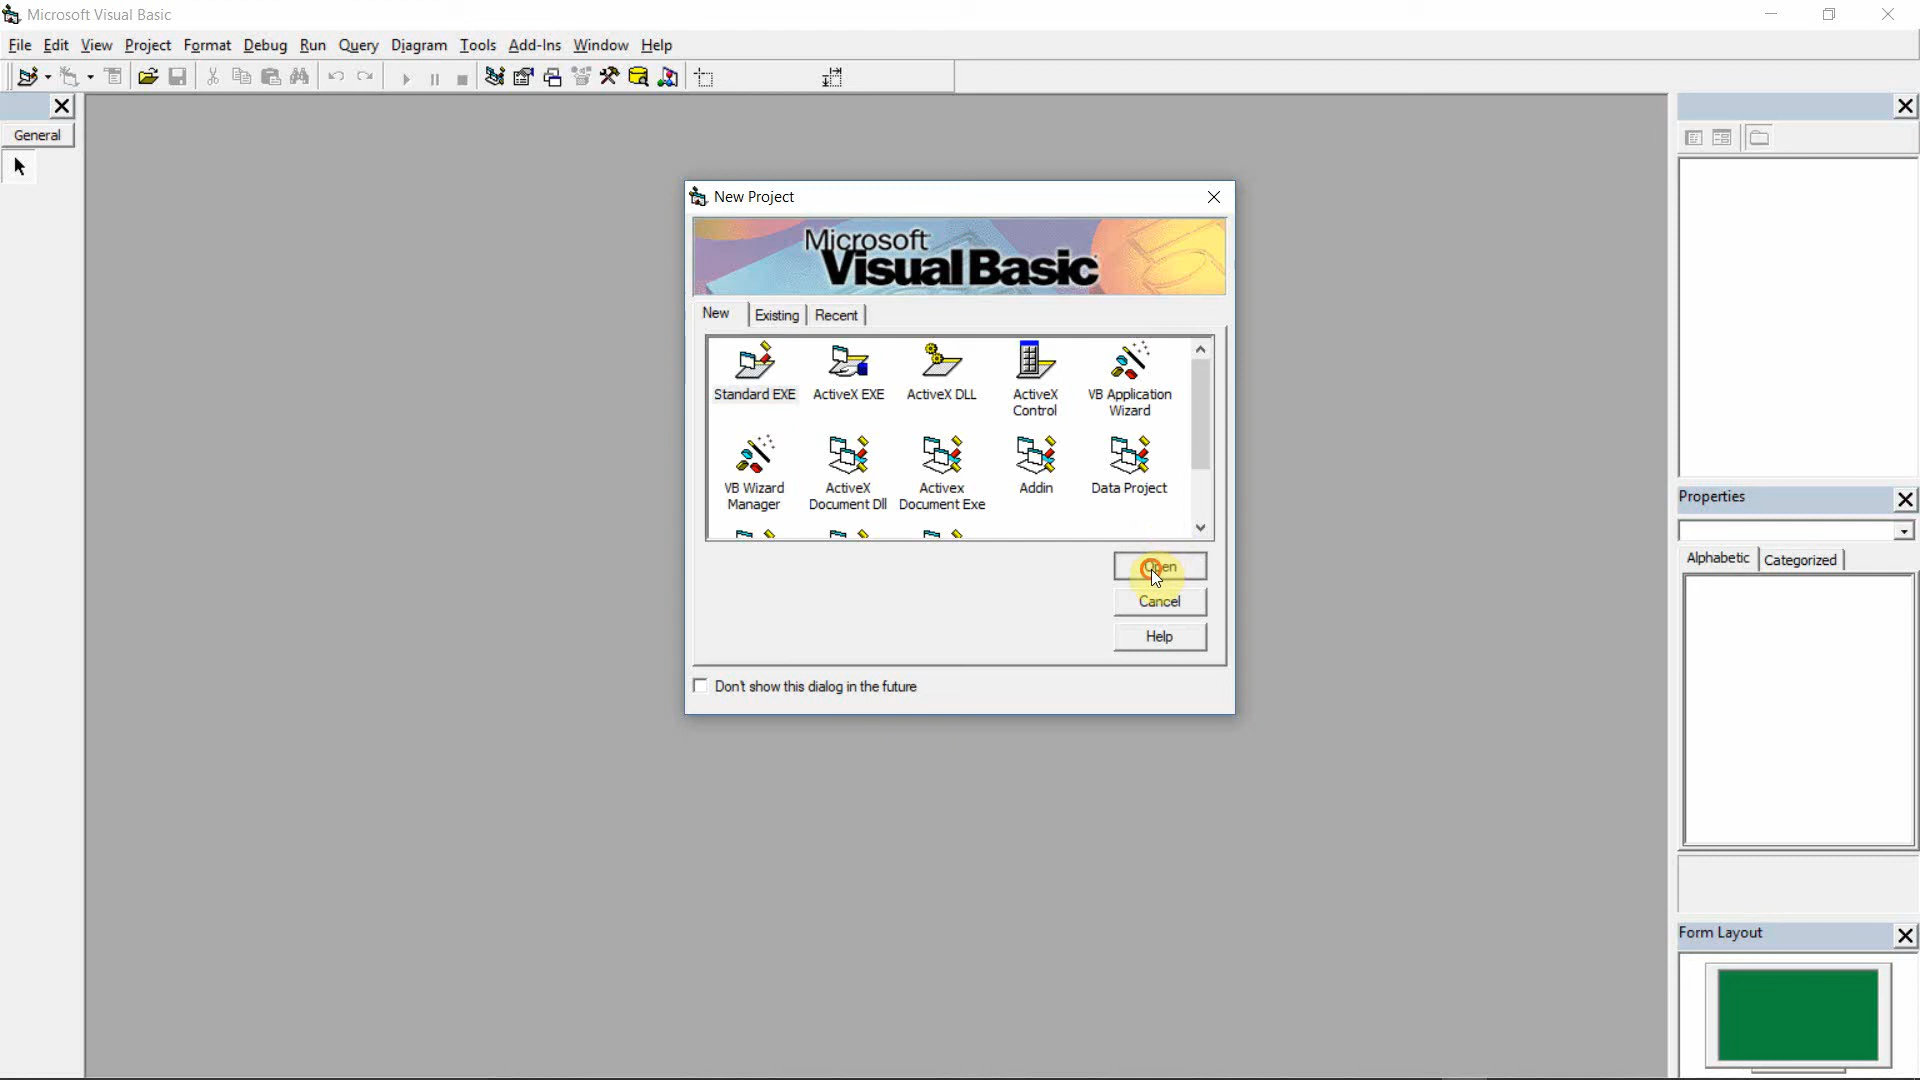 Microsoft Visual Basic
File Edit View Project Format Debug Run Query Diagram Tools Add-Ins Window Help
General
New Project
Microsoft
Visual Basic
New Existing Recent
Standard EXE ActiveX EXE ActiveX DLL ActiveX Control VB Application Wizard
VB Wizard Manager ActiveX Document Dll Activex Document Exe Addin Data Project
Open
Cancel
Help
Don't show this dialog in the future
Properties
Alphabetic Categorized
Form Layout